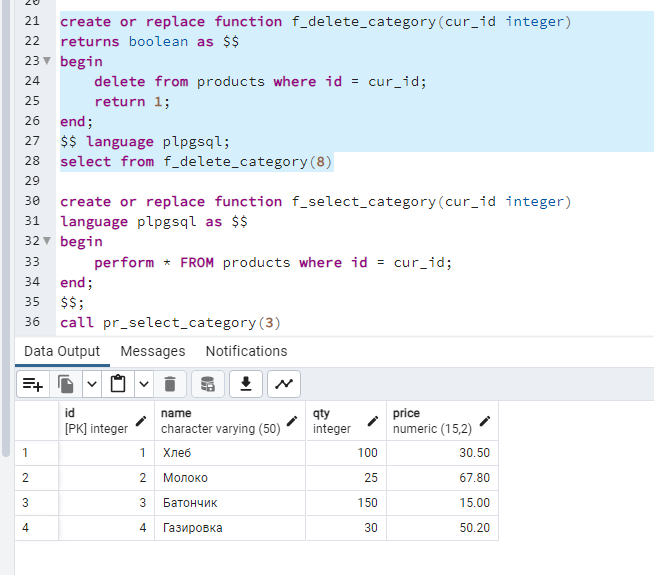 21 create or replace function f_delete_category(cur_id integer)
22 returns boolean as $$
23 begin
24 delete from products where id = cur_id;
25 return 1;
26 end;
27 $$ language plpgsql;
28 select from f_delete_category(8)
29
30 create or replace function f_select_category(cur_id integer)
31 language plpgsql as $$
32 begin
33 perform * FROM products where id = cur_id;
34 end;
35 $$;
36 call pr_select_category(3)
Data Output Messages Notifications
id name qty price
[PK] integer character varying (50) integer numeric (15,2)
1 1 Хлеб 100 30.50
2 2 Молоко 25 67.80
3 3 Батончик 150 15.00
4 4 Газировка 30 50.20